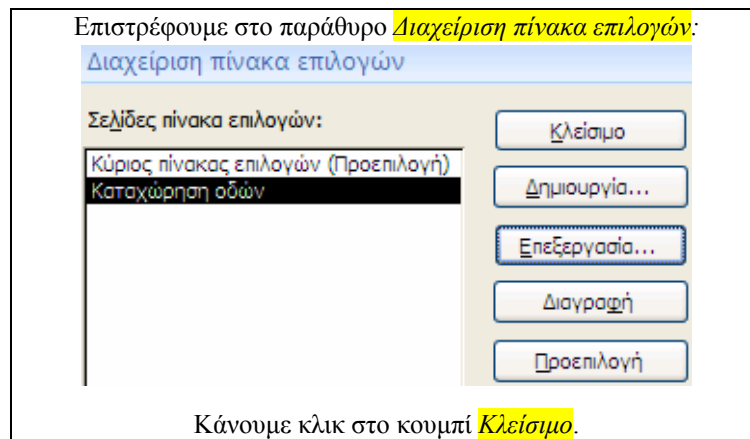 Επιστρέφουμε στο παράθυρο Διαχείριση πίνακα επιλογών:
Διαχείριση πίνακα επιλογών
Σελίδες πίνακα επιλογών:
Κύριος πίνακας επιλογών (Προεπιλογή)
Καταχώρηση οδών
Κλείσιμο
Δημιουργία...
Επεξεργασία...
Διαγραφή
Προεπιλογή
Κάνουμε κλικ στο κουμπί Κλείσιμο.